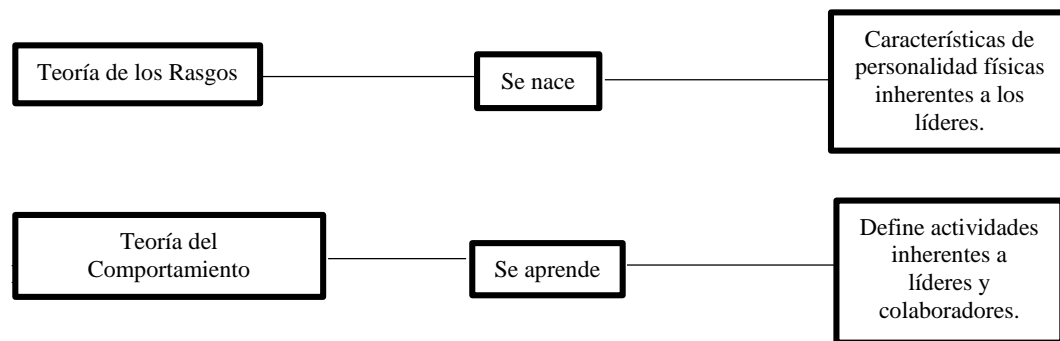 Teoría de los Rasgos
Se nace
Características de
personalidad físicas
inherentes a los
líderes.
Teoría del
Comportamiento
Se aprende
Define actividades
inherentes a
líderes y
colaboradores.